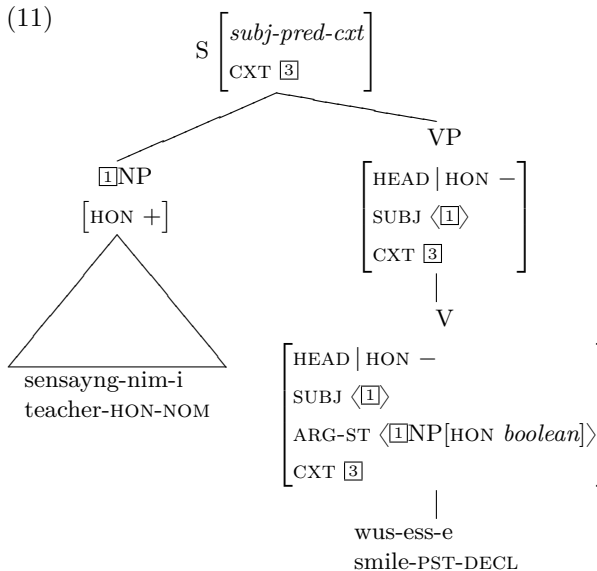 (11)
S [subj-pred-cxt
CXT 3]
1NP
[HON +]
sensayng-nim-i
teacher-HON-NOM
VP
[HEAD | HON −
SUBJ ⟨1⟩
CXT 3]
V
[HEAD | HON −
SUBJ ⟨1⟩
ARG-ST ⟨1NP[HON boolean]⟩
CXT 3]
wus-ess-e
smile-PST-DECL